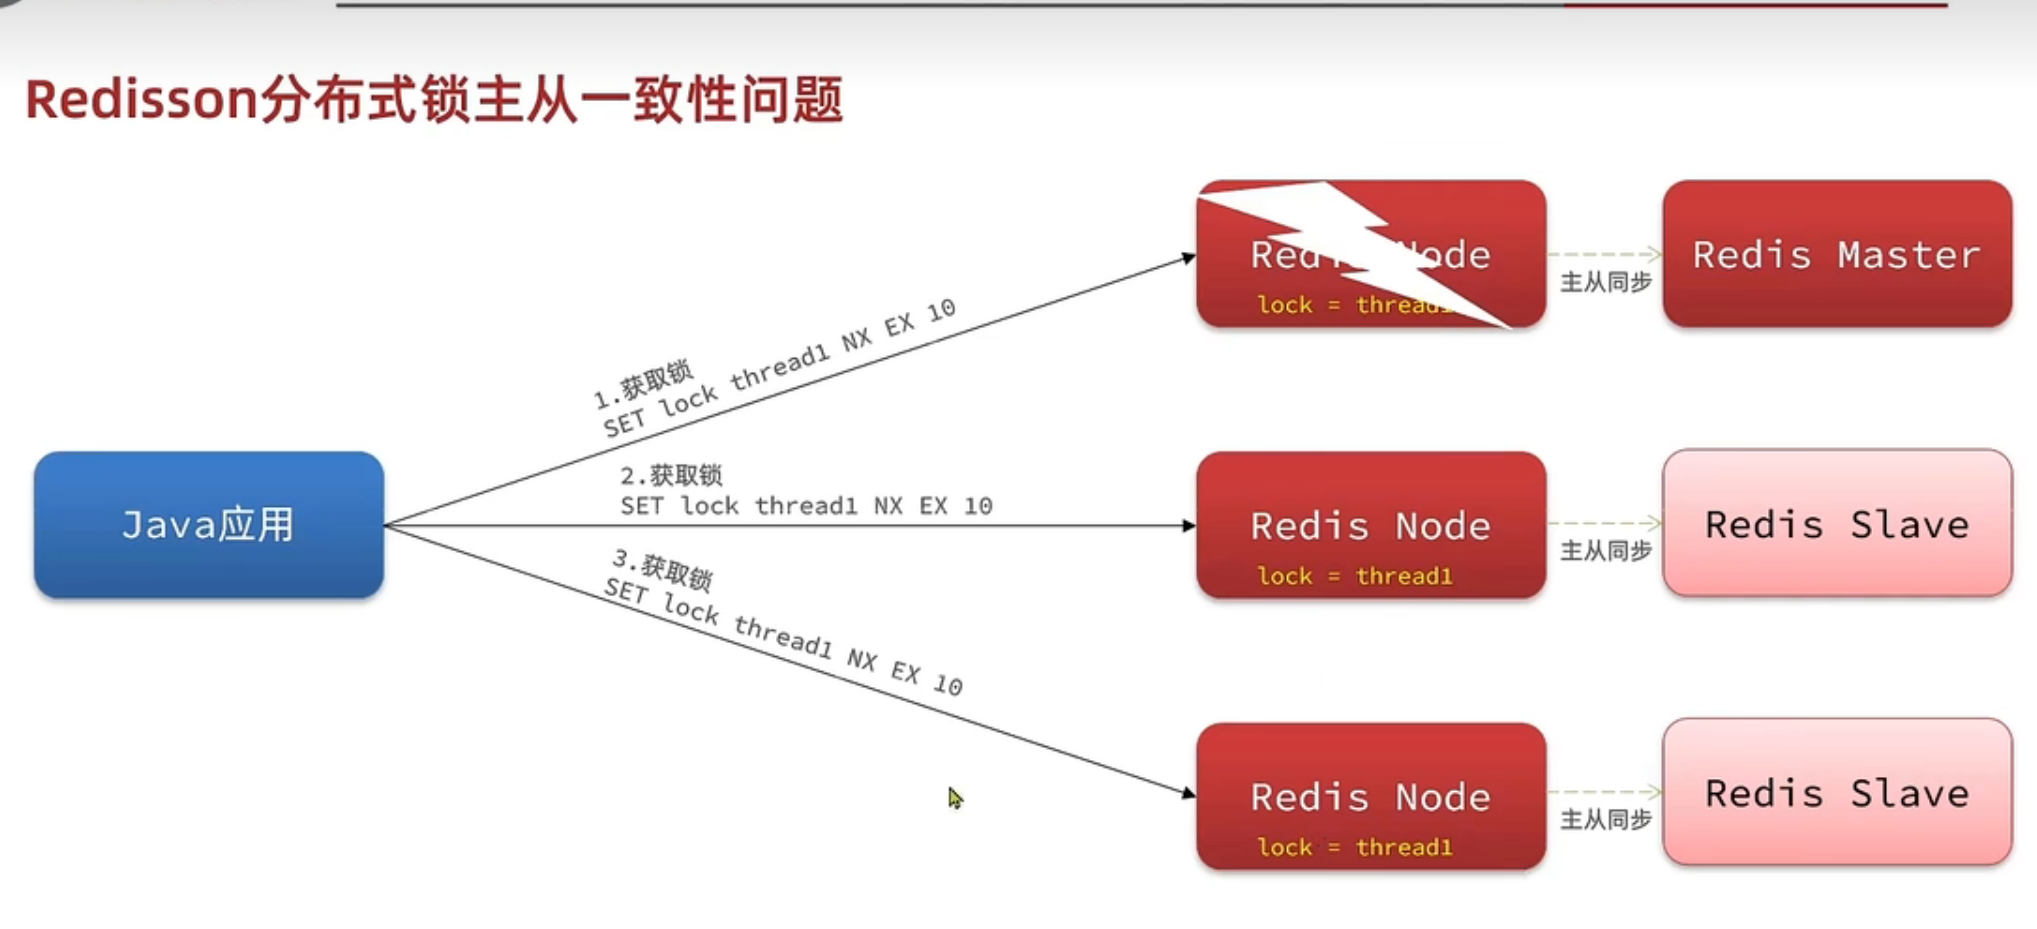 Redisson分布式锁主从一致性问题
1.获取锁
SET lock thread1 NX EX 10
Redis Node
lock = thread1
主从同步
Redis Master
Java应用
2.获取锁
SET lock thread1 NX EX 10
Redis Node
lock = thread1
主从同步
Redis Slave
3.获取锁
SET lock thread1 NX EX 10
Redis Node
lock = thread1
主从同步
Redis Slave